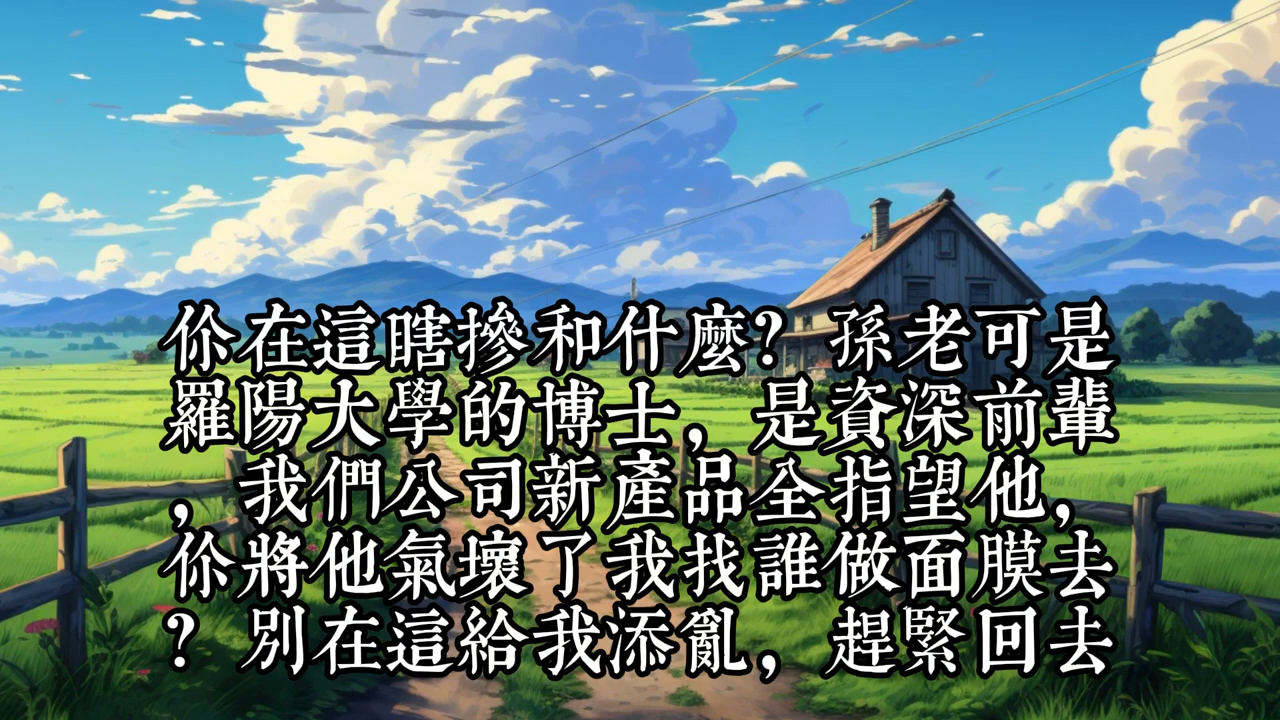 你在這瞎摻和什麼？孫老可是
羅陽大學的博士，是資深前輩
，我們公司新產品全指望他，
你將他氣壞了我找誰做面膜去
？別在這給我添亂，趕緊回去